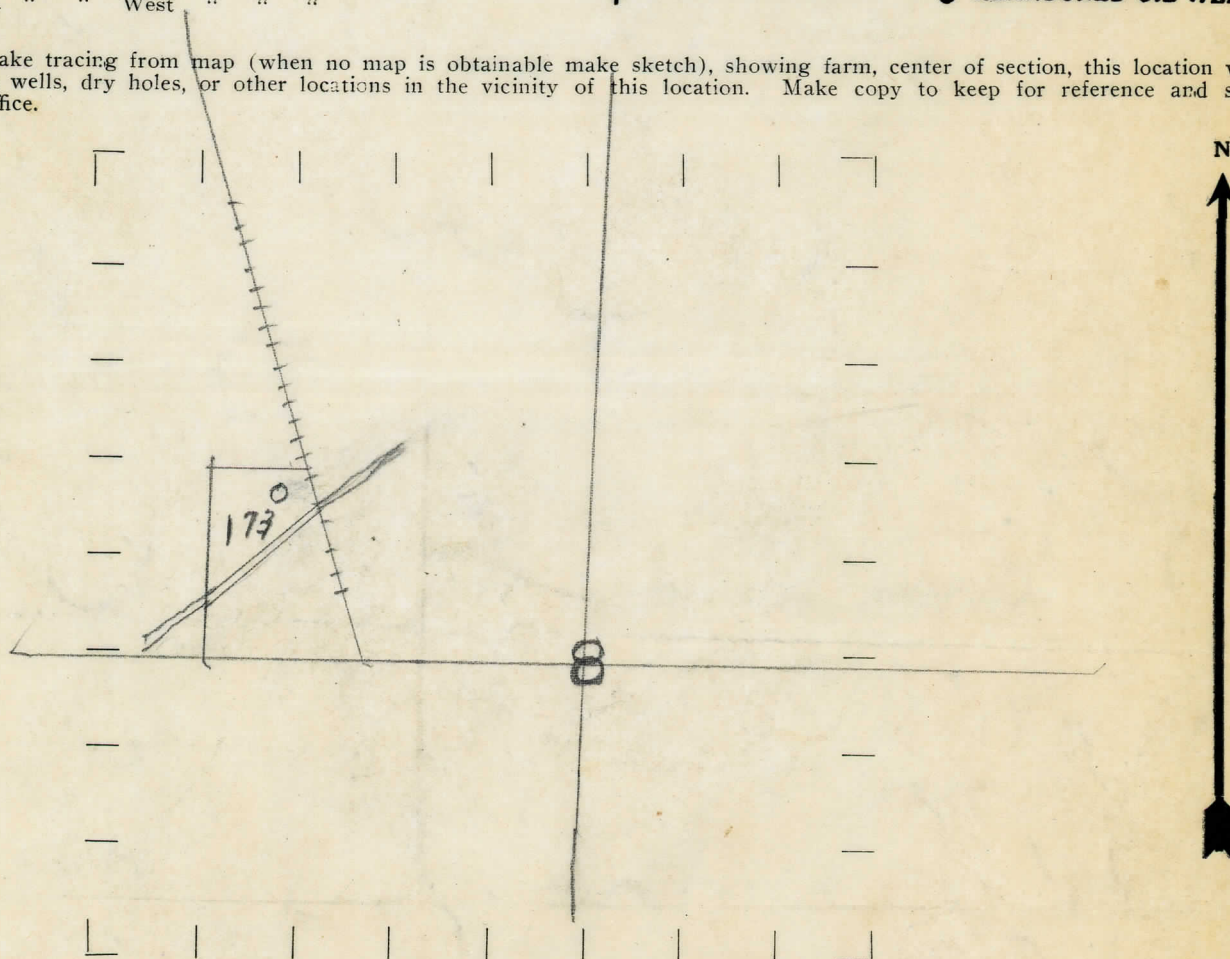 West " " "
ake tracing from map (when no map is obtainable make sketch), showing farm, center of section, this location
wells, dry holes, or other locations in the vicinity of this location. Make copy to keep for reference and s
fice.
N
173
8